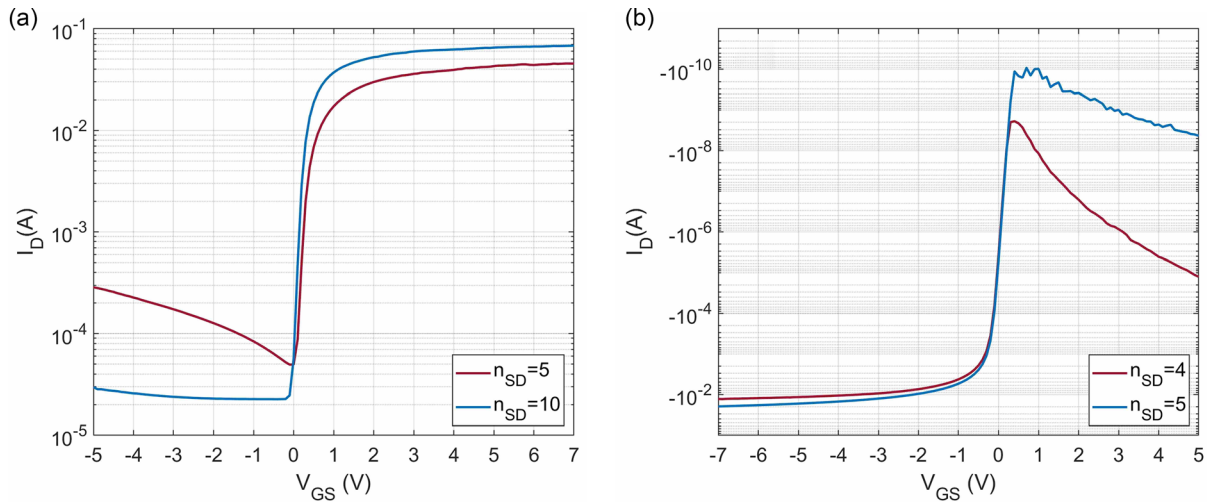 (a)
10^-1
10^-2
10^-3
10^-4
10^-5
I_D(A)
-5 -4 -3 -2 -1 0 1 2 3 4 5 6 7
V_GS (V)
n_SD=5
n_SD=10
(b)
-10^-10
-10^-8
-10^-6
-10^-4
-10^-2
I_D(A)
-7 -6 -5 -4 -3 -2 -1 0 1 2 3 4 5
V_GS (V)
n_SD=4
n_SD=5